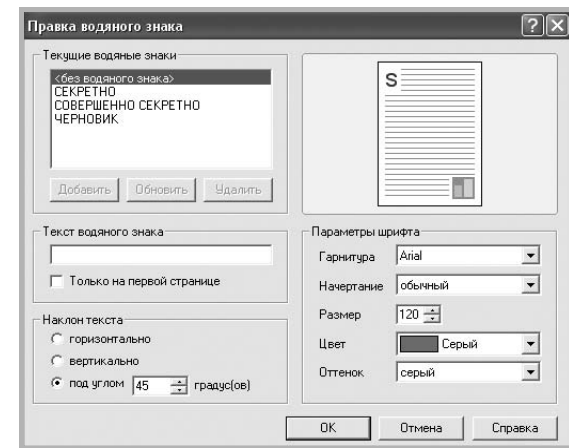 Правка водяного знака
Текущие водяные знаки
<без водяного знака>
СЕКРЕТНО
СОВЕРШЕННО СЕКРЕТНО
ЧЕРНОВИК
Добавить Обновить Удалить
S
Текст водяного знака
Только на первой странице
Наклон текста
горизонтально
вертикально
под углом 45 градус(ов)
Параметры шрифта
Гарнитура Arial
Начертание обычный
Размер 120
Цвет Серый
Оттенок серый
OK Отмена Справка